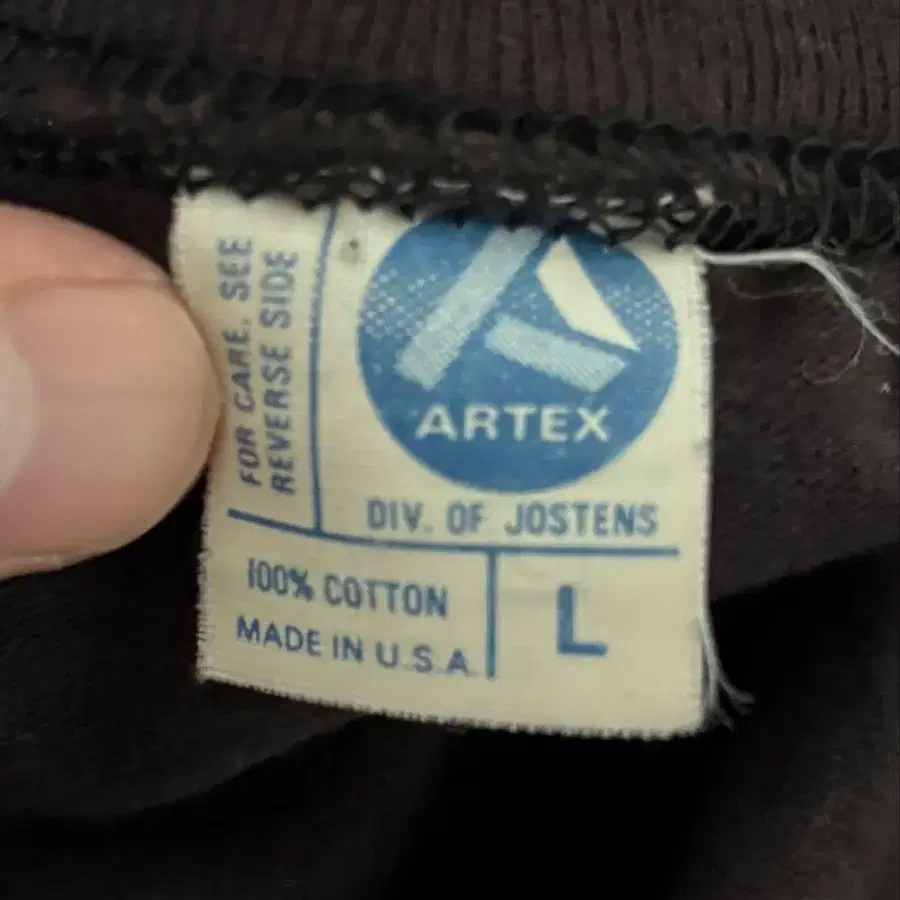 FOR CARE. SEE
REVERSE SIDE
ARTEX
DIV. OF JOSTENS
100% COTTON
MADE IN U.S.A.
L